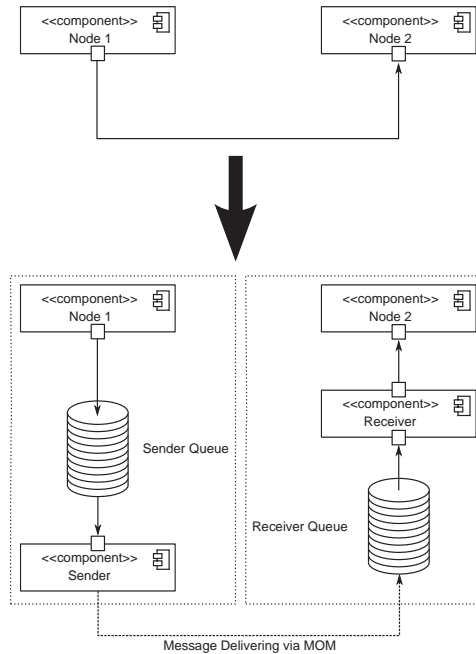 <<component>>
Node 1
<<component>>
Node 2
<<component>>
Node 1
<<component>>
Node 2
<<component>>
Receiver
Sender Queue
Receiver Queue
<<component>>
Sender
Message Delivering via MOM